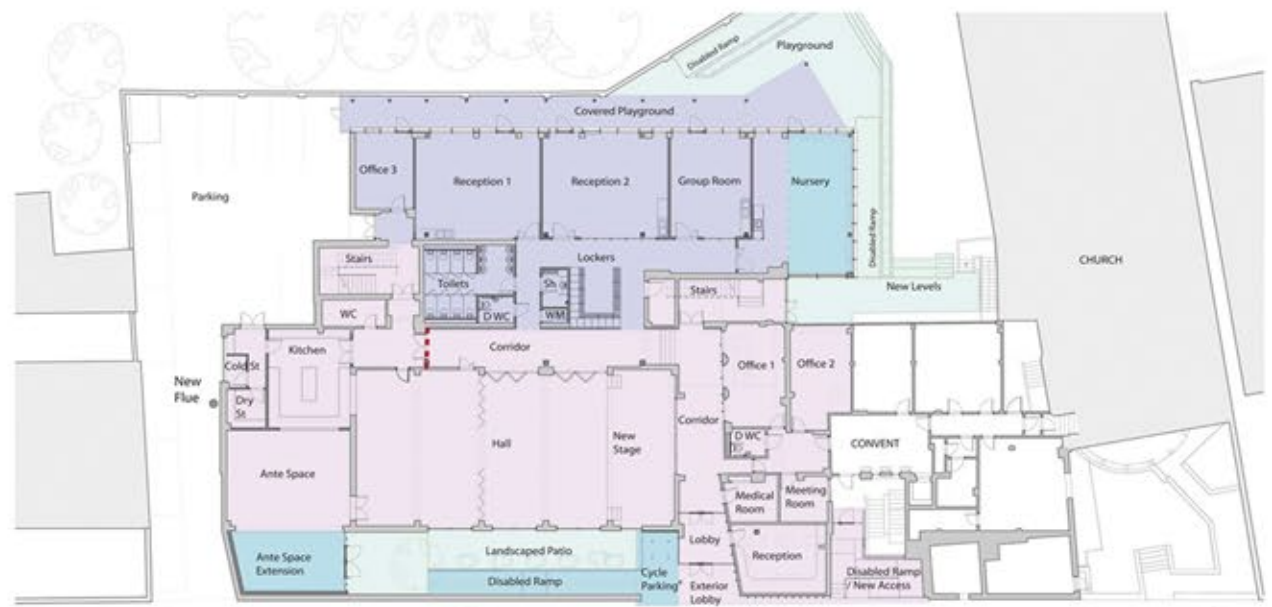 Disabled Ramp
Playground
Covered Playground
Office 3
Reception 1
Reception 2
Group Room
Nursery
Parking
Disabled Ramp
Stairs
Lockers
CHURCH
Toilets
Sh
Stairs
New Levels
WC
D WC
WM
Kitchen
Corridor
Cold St
Office 1
Office 2
New
Flue
Dry
St
Corridor
Hall
New
Stage
D WC
CONVENT
Ante Space
Medical
Room
Meeting
Room
Lobby
Landscaped Patio
Reception
Ante Space
Extension
Disabled Ramp
Cycle
Parking
Exterior
Lobby
Disabled Ramp
/ New Access